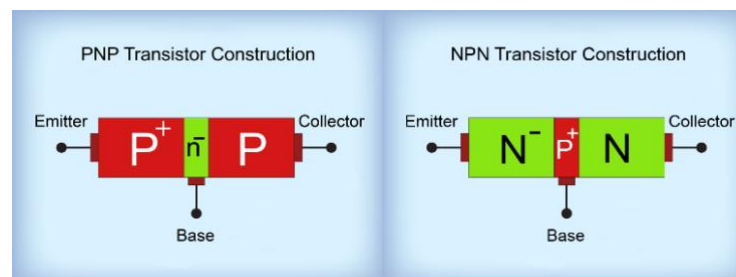 PNP Transistor Construction
Emitter
P⁺
n⁻
P
Collector
Base
NPN Transistor Construction
Emitter
N⁻
P⁺
N
Collector
Base